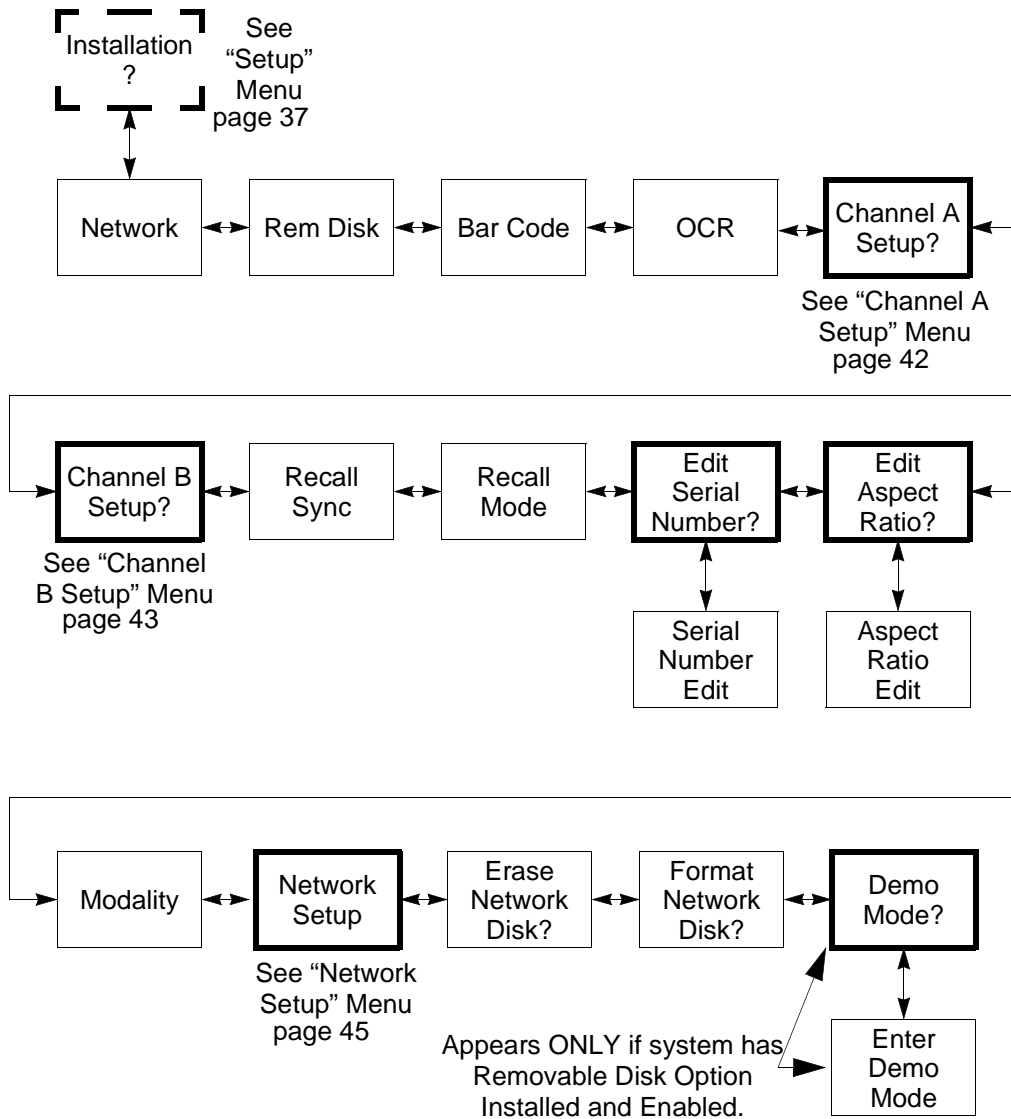 Installation
?
See
“Setup”
Menu
page 37
Network
Rem Disk
Bar Code
OCR
Channel A
Setup?
See “Channel A
Setup” Menu
page 42
Channel B
Setup?
See “Channel
B Setup” Menu
page 43
Recall
Sync
Recall
Mode
Edit
Serial
Number?
Edit
Aspect
Ratio?
Serial
Number
Edit
Aspect
Ratio
Edit
Modality
Network
Setup
See “Network
Setup” Menu
page 45
Erase
Network
Disk?
Format
Network
Disk?
Demo
Mode?
Appears ONLY if system has
Removable Disk Option
Installed and Enabled.
Enter
Demo
Mode